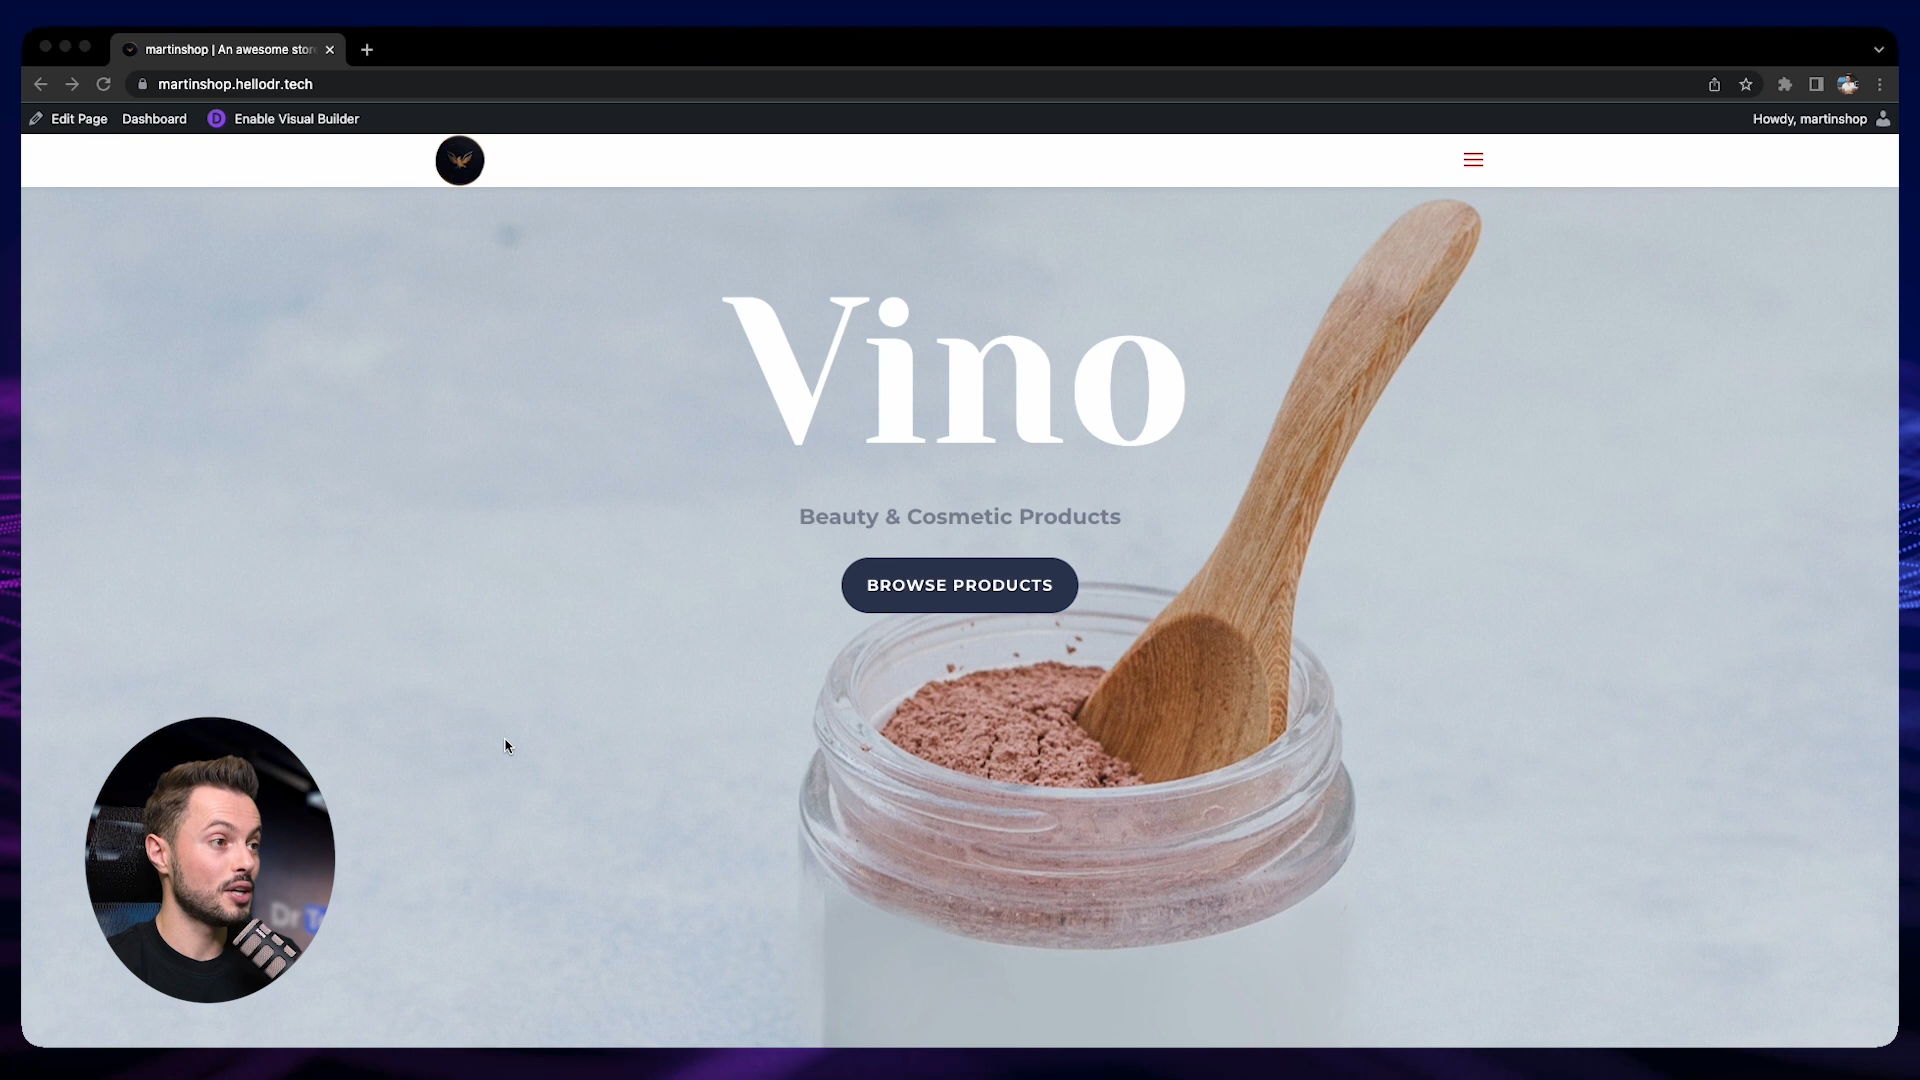 martinshop | An awesome stor
martinshop.hellodr.tech
Edit Page Dashboard D Enable Visual Builder Howdy, martinshop
Vino
Beauty & Cosmetic Products
BROWSE PRODUCTS
Dr